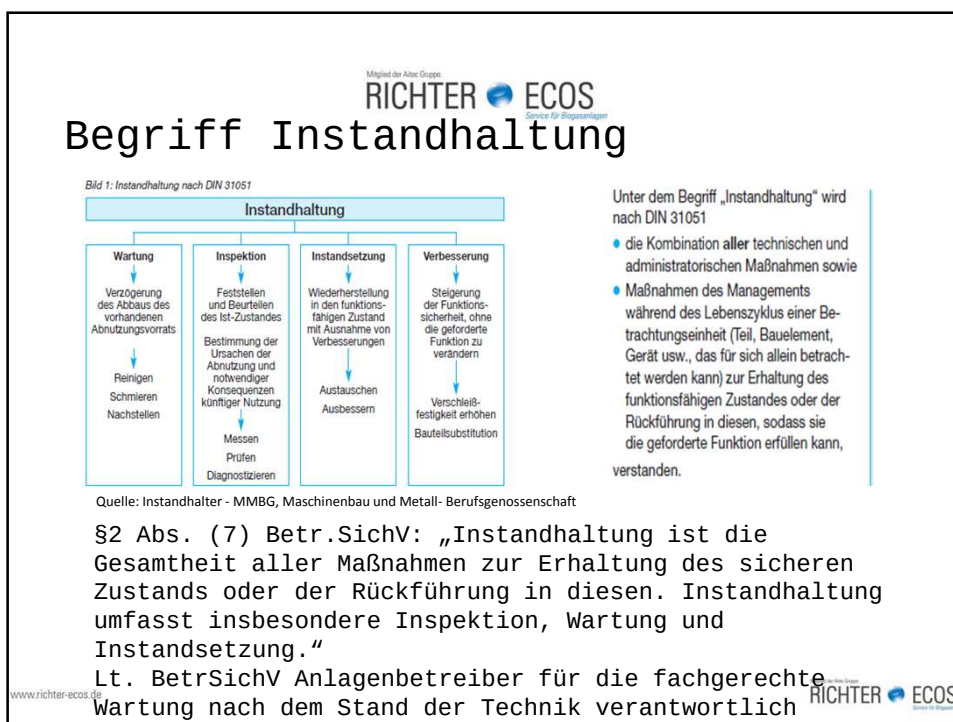 Mitglied der Aitec Gruppe
RICHTER ECOS
Service für Biogasanlagen
Begriff Instandhaltung
Bild 1: Instandhaltung nach DIN 31051
Instandhaltung
Wartung
Verzögerung
des Abbaus des
vorhandenen
Abnutzungsvorrats
Reinigen
Schmieren
Nachstellen
Inspektion
Feststellen
und Beurteilen
des Ist-Zustandes
Bestimmung der
Ursachen der
Abnutzung und
notwendiger
Konsequenzen
künftiger Nutzung
Messen
Prüfen
Diagnostizieren
Instandsetzung
Wiederherstellung
in den funktions-
fähigen Zustand
mit Ausnahme von
Verbesserungen
Austauschen
Ausbessern
Verbesserung
Steigerung
der Funktions-
sicherheit, ohne
die geforderte
Funktion zu
verändern
Verschleiß-
festigkeit erhöhen
Bauteilsubstitution
Unter dem Begriff „Instandhaltung“ wird
nach DIN 31051
• die Kombination aller technischen und
administratorischen Maßnahmen sowie
• Maßnahmen des Managements
während des Lebenszyklus einer Be-
trachtungseinheit (Teil, Bauelement,
Gerät usw., das für sich allein betrach-
tet werden kann) zur Erhaltung des
funktionsfähigen Zustandes oder der
Rückführung in diesen, sodass sie
die geforderte Funktion erfüllen kann,
verstanden.
Quelle: Instandhalter - MMBG, Maschinenbau und Metall- Berufsgenossenschaft
§2 Abs. (7) Betr.SichV: „Instandhaltung ist die
Gesamtheit aller Maßnahmen zur Erhaltung des sicheren
Zustands oder der Rückführung in diesen. Instandhaltung
umfasst insbesondere Inspektion, Wartung und
Instandsetzung.“
Lt. BetrSichV Anlagenbetreiber für die fachgerechte
Wartung nach dem Stand der Technik verantwortlich
www.richter-ecos.de
RICHTER ECOS